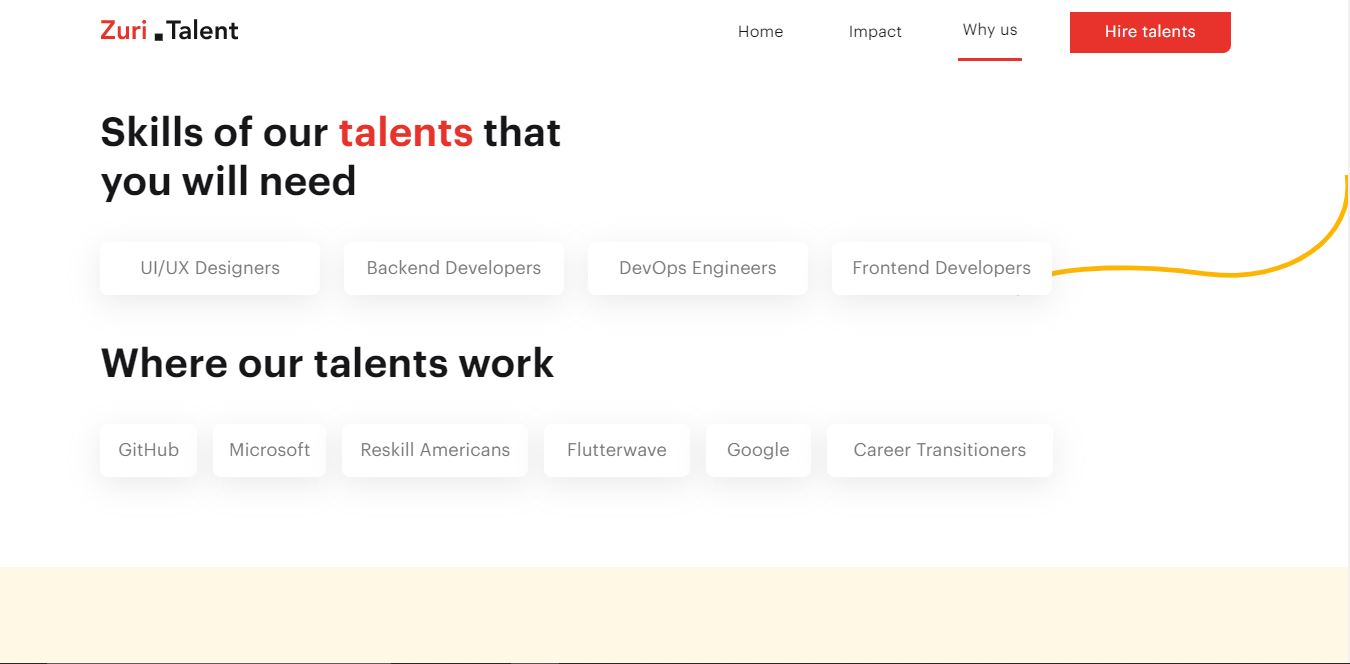 Zuri .Talent
Home
Impact
Why us
Hire talents
Skills of our talents that
you will need
UI/UX Designers
Backend Developers
DevOps Engineers
Frontend Developers
Where our talents work
GitHub
Microsoft
Reskill Americans
Flutterwave
Google
Career Transitioners